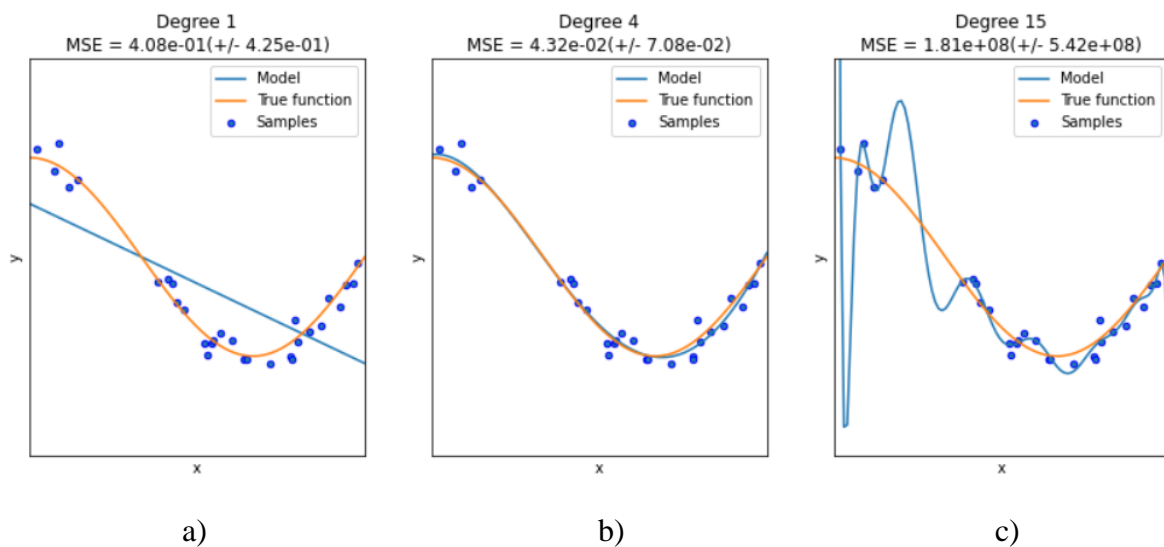 Degree 1
MSE = 4.08e-01(+/- 4.25e-01)
Model
True function
Samples
y
x
a)
Degree 4
MSE = 4.32e-02(+/- 7.08e-02)
Model
True function
Samples
y
x
b)
Degree 15
MSE = 1.81e+08(+/- 5.42e+08)
Model
True function
Samples
y
x
c)